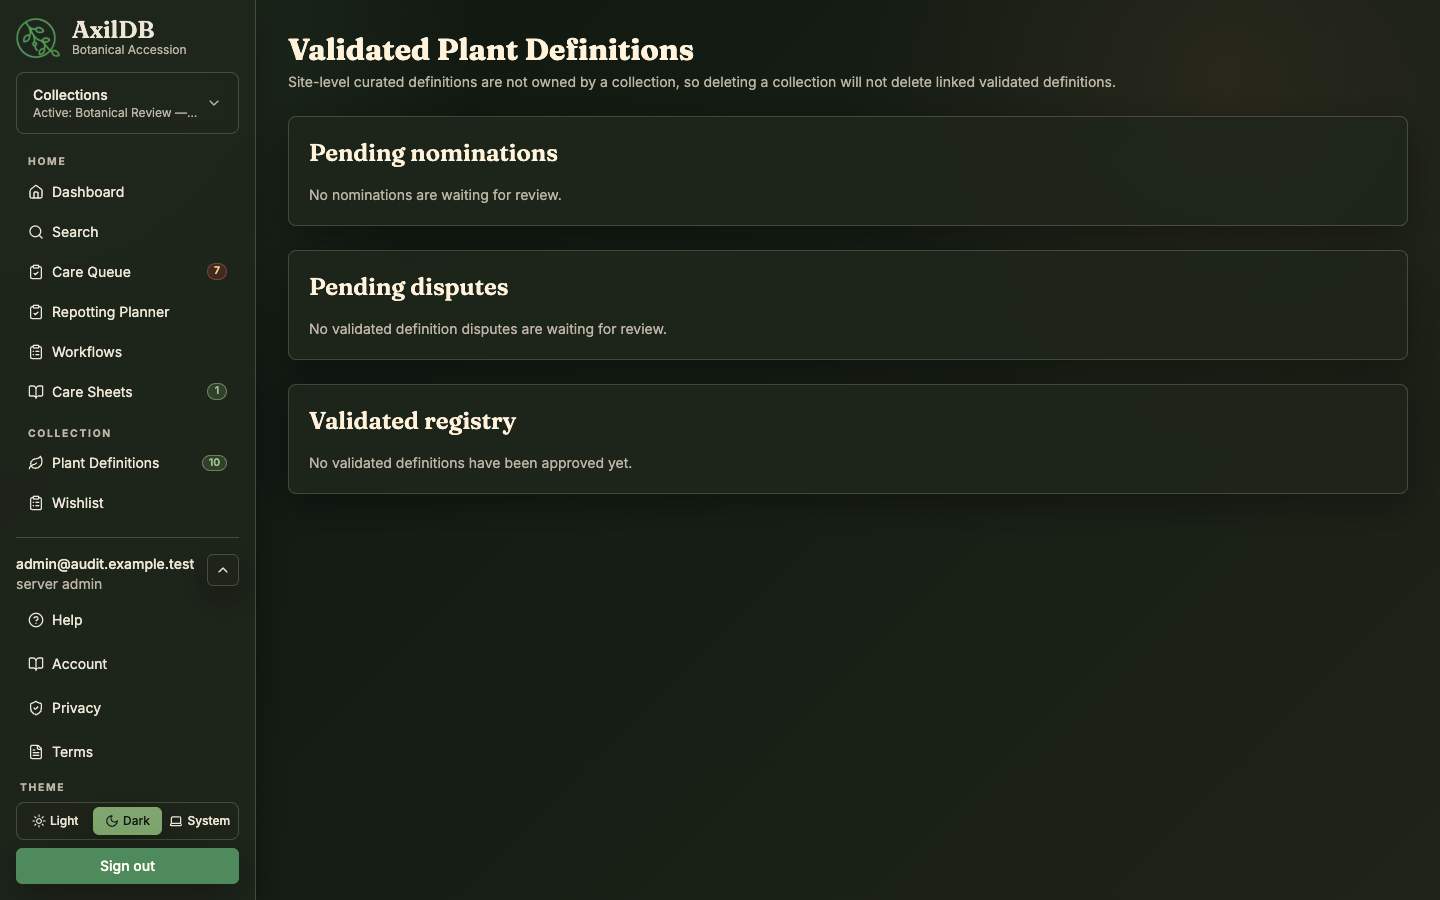 AxilDB
Botanical Accession
Collections
Active: Botanical Review —...
HOME
Dashboard
Search
Care Queue 7
Repotting Planner
Workflows
Care Sheets 1
COLLECTION
Plant Definitions 10
Wishlist
admin@audit.example.test
server admin
Help
Account
Privacy
Terms
THEME
Light Dark System
Sign out
Validated Plant Definitions
Site-level curated definitions are not owned by a collection, so deleting a collection will not delete linked validated definitions.
Pending nominations
No nominations are waiting for review.
Pending disputes
No validated definition disputes are waiting for review.
Validated registry
No validated definitions have been approved yet.